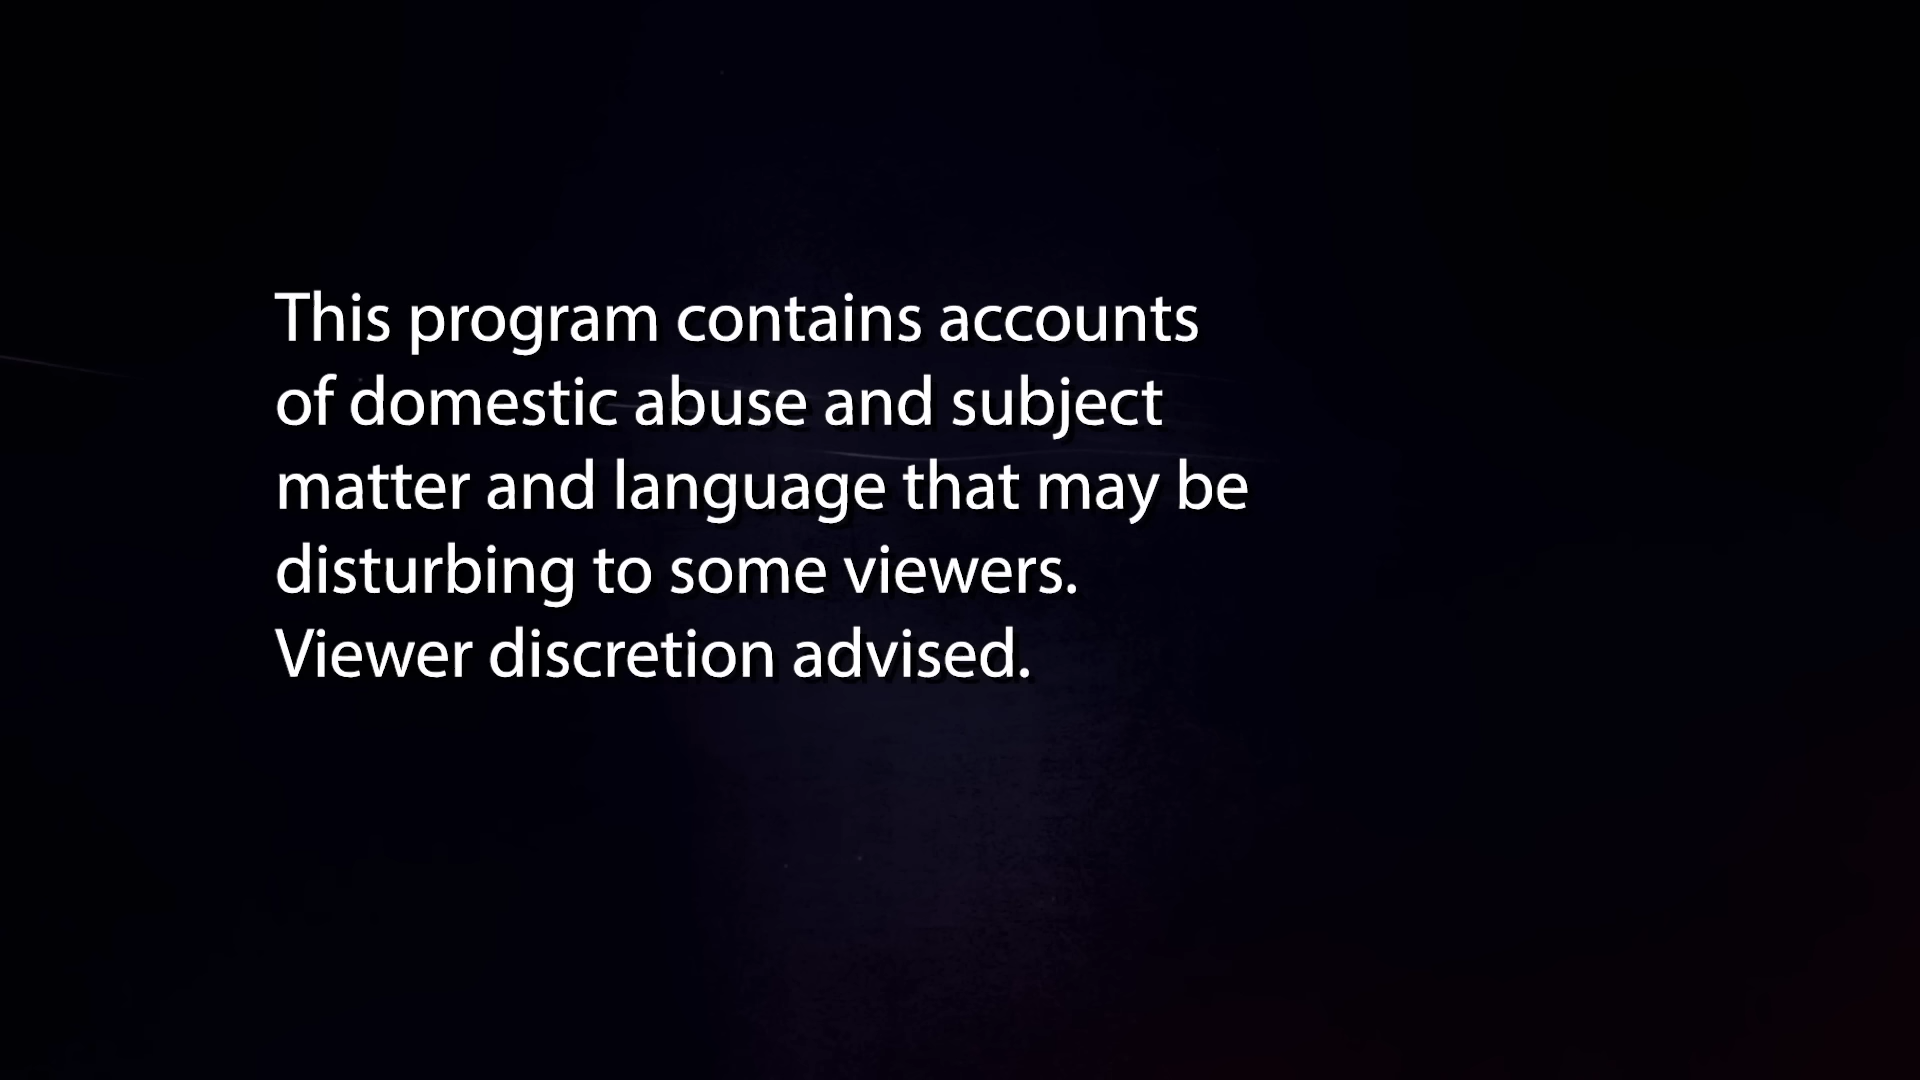 This program contains accounts
of domestic abuse and subject
matter and language that may be
disturbing to some viewers.
Viewer discretion advised.